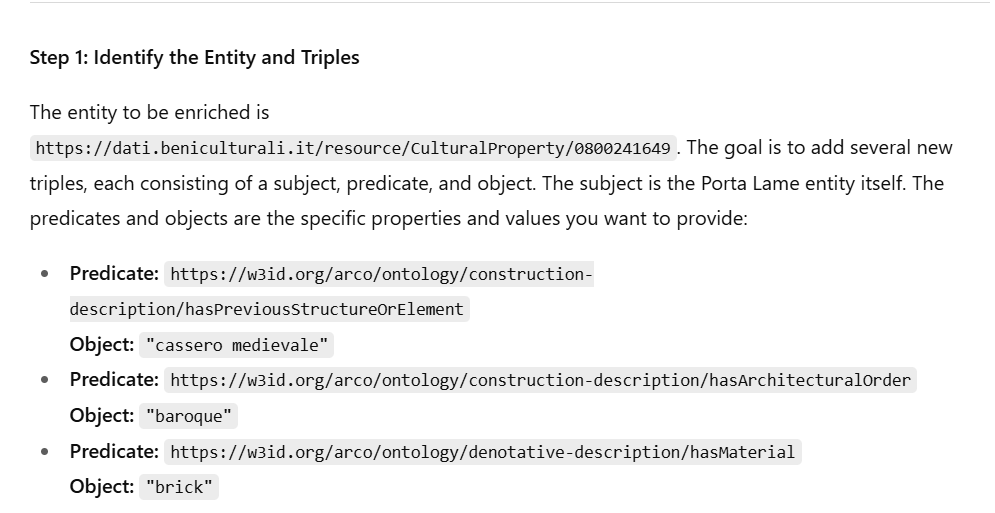 Step 1: Identify the Entity and Triples
The entity to be enriched is
https://dati.beniculturali.it/resource/CulturalProperty/0800241649 . The goal is to add several new
triples, each consisting of a subject, predicate, and object. The subject is the Porta Lame entity itself. The
predicates and objects are the specific properties and values you want to provide:
• Predicate: https://w3id.org/arco/ontology/construction-
description/hasPreviousStructureOrElement
Object: "cassero medievale"
• Predicate: https://w3id.org/arco/ontology/construction-description/hasArchitecturalOrder
Object: "baroque"
• Predicate: https://w3id.org/arco/ontology/denotative-description/hasMaterial
Object: "brick"